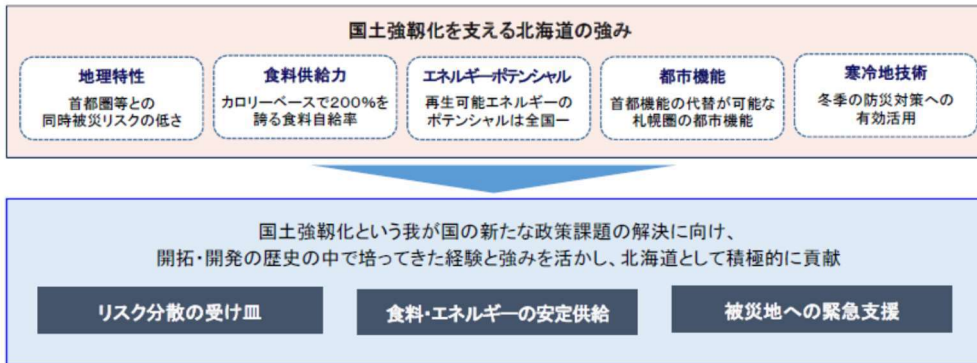 国土強靱化を支える北海道の強み
地理特性
首都圏等との
同時被災リスクの低さ
食料供給力
カロリーベースで200%を
誇る食料自給率
エネルギーポテンシャル
再生可能エネルギーの
ポテンシャルは全国一
都市機能
首都機能の代替が可能な
札幌圏の都市機能
寒冷地技術
冬季の防災対策への
有効活用
国土強靱化という我が国の新たな政策課題の解決に向け、
開拓・開発の歴史の中で培ってきた経験と強みを活かし、北海道として積極的に貢献
リスク分散の受け皿
食料・エネルギーの安定供給
被災地への緊急支援